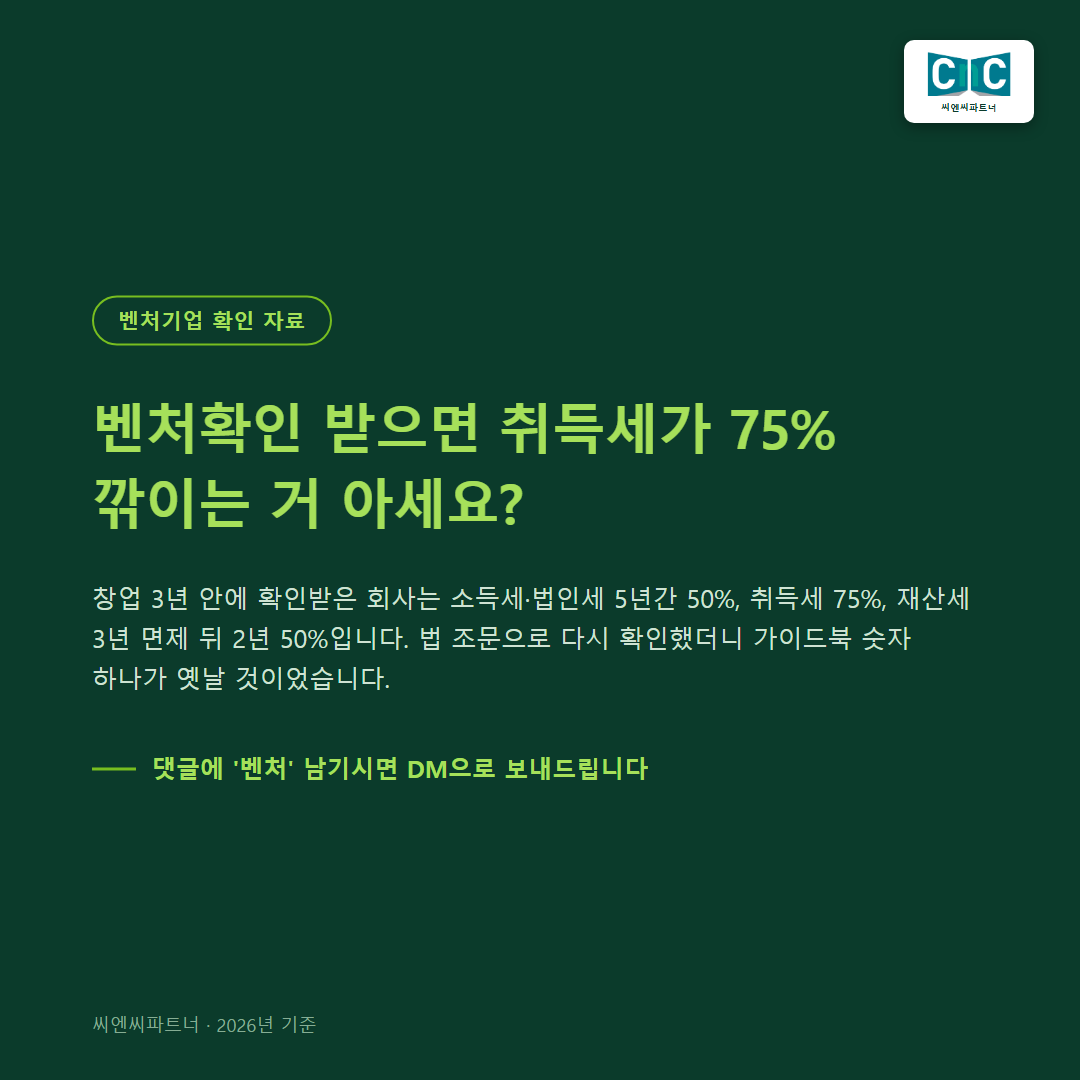 CnC
씨엔씨파트너
벤처기업 확인 자료
벤처확인 받으면 취득세가 75%
깎이는 거 아세요?
창업 3년 안에 확인받은 회사는 소득세·법인세 5년간 50%, 취득세 75%, 재산세
3년 면제 뒤 2년 50%입니다. 법 조문으로 다시 확인했더니 가이드북 숫자
하나가 옛날 것이었습니다.
댓글에 '벤처' 남기시면 DM으로 보내드립니다
씨엔씨파트너 · 2026년 기준